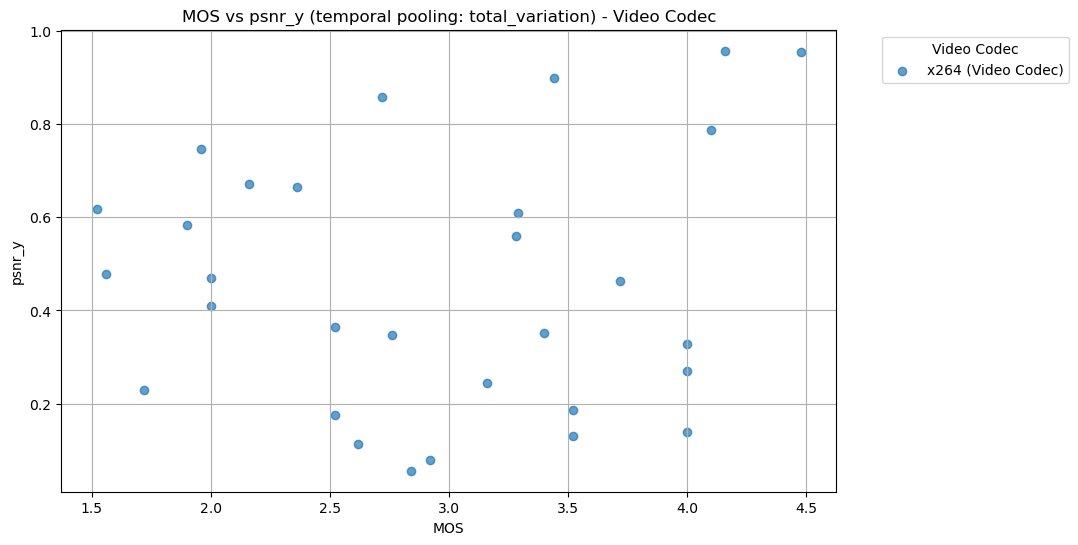 MOS vs psnr_y (temporal pooling: total_variation) - Video Codec
Video Codec
x264 (Video Codec)
psnr_y
1.0
0.8
0.6
0.4
0.2
1.5 2.0 2.5 3.0 3.5 4.0 4.5
MOS